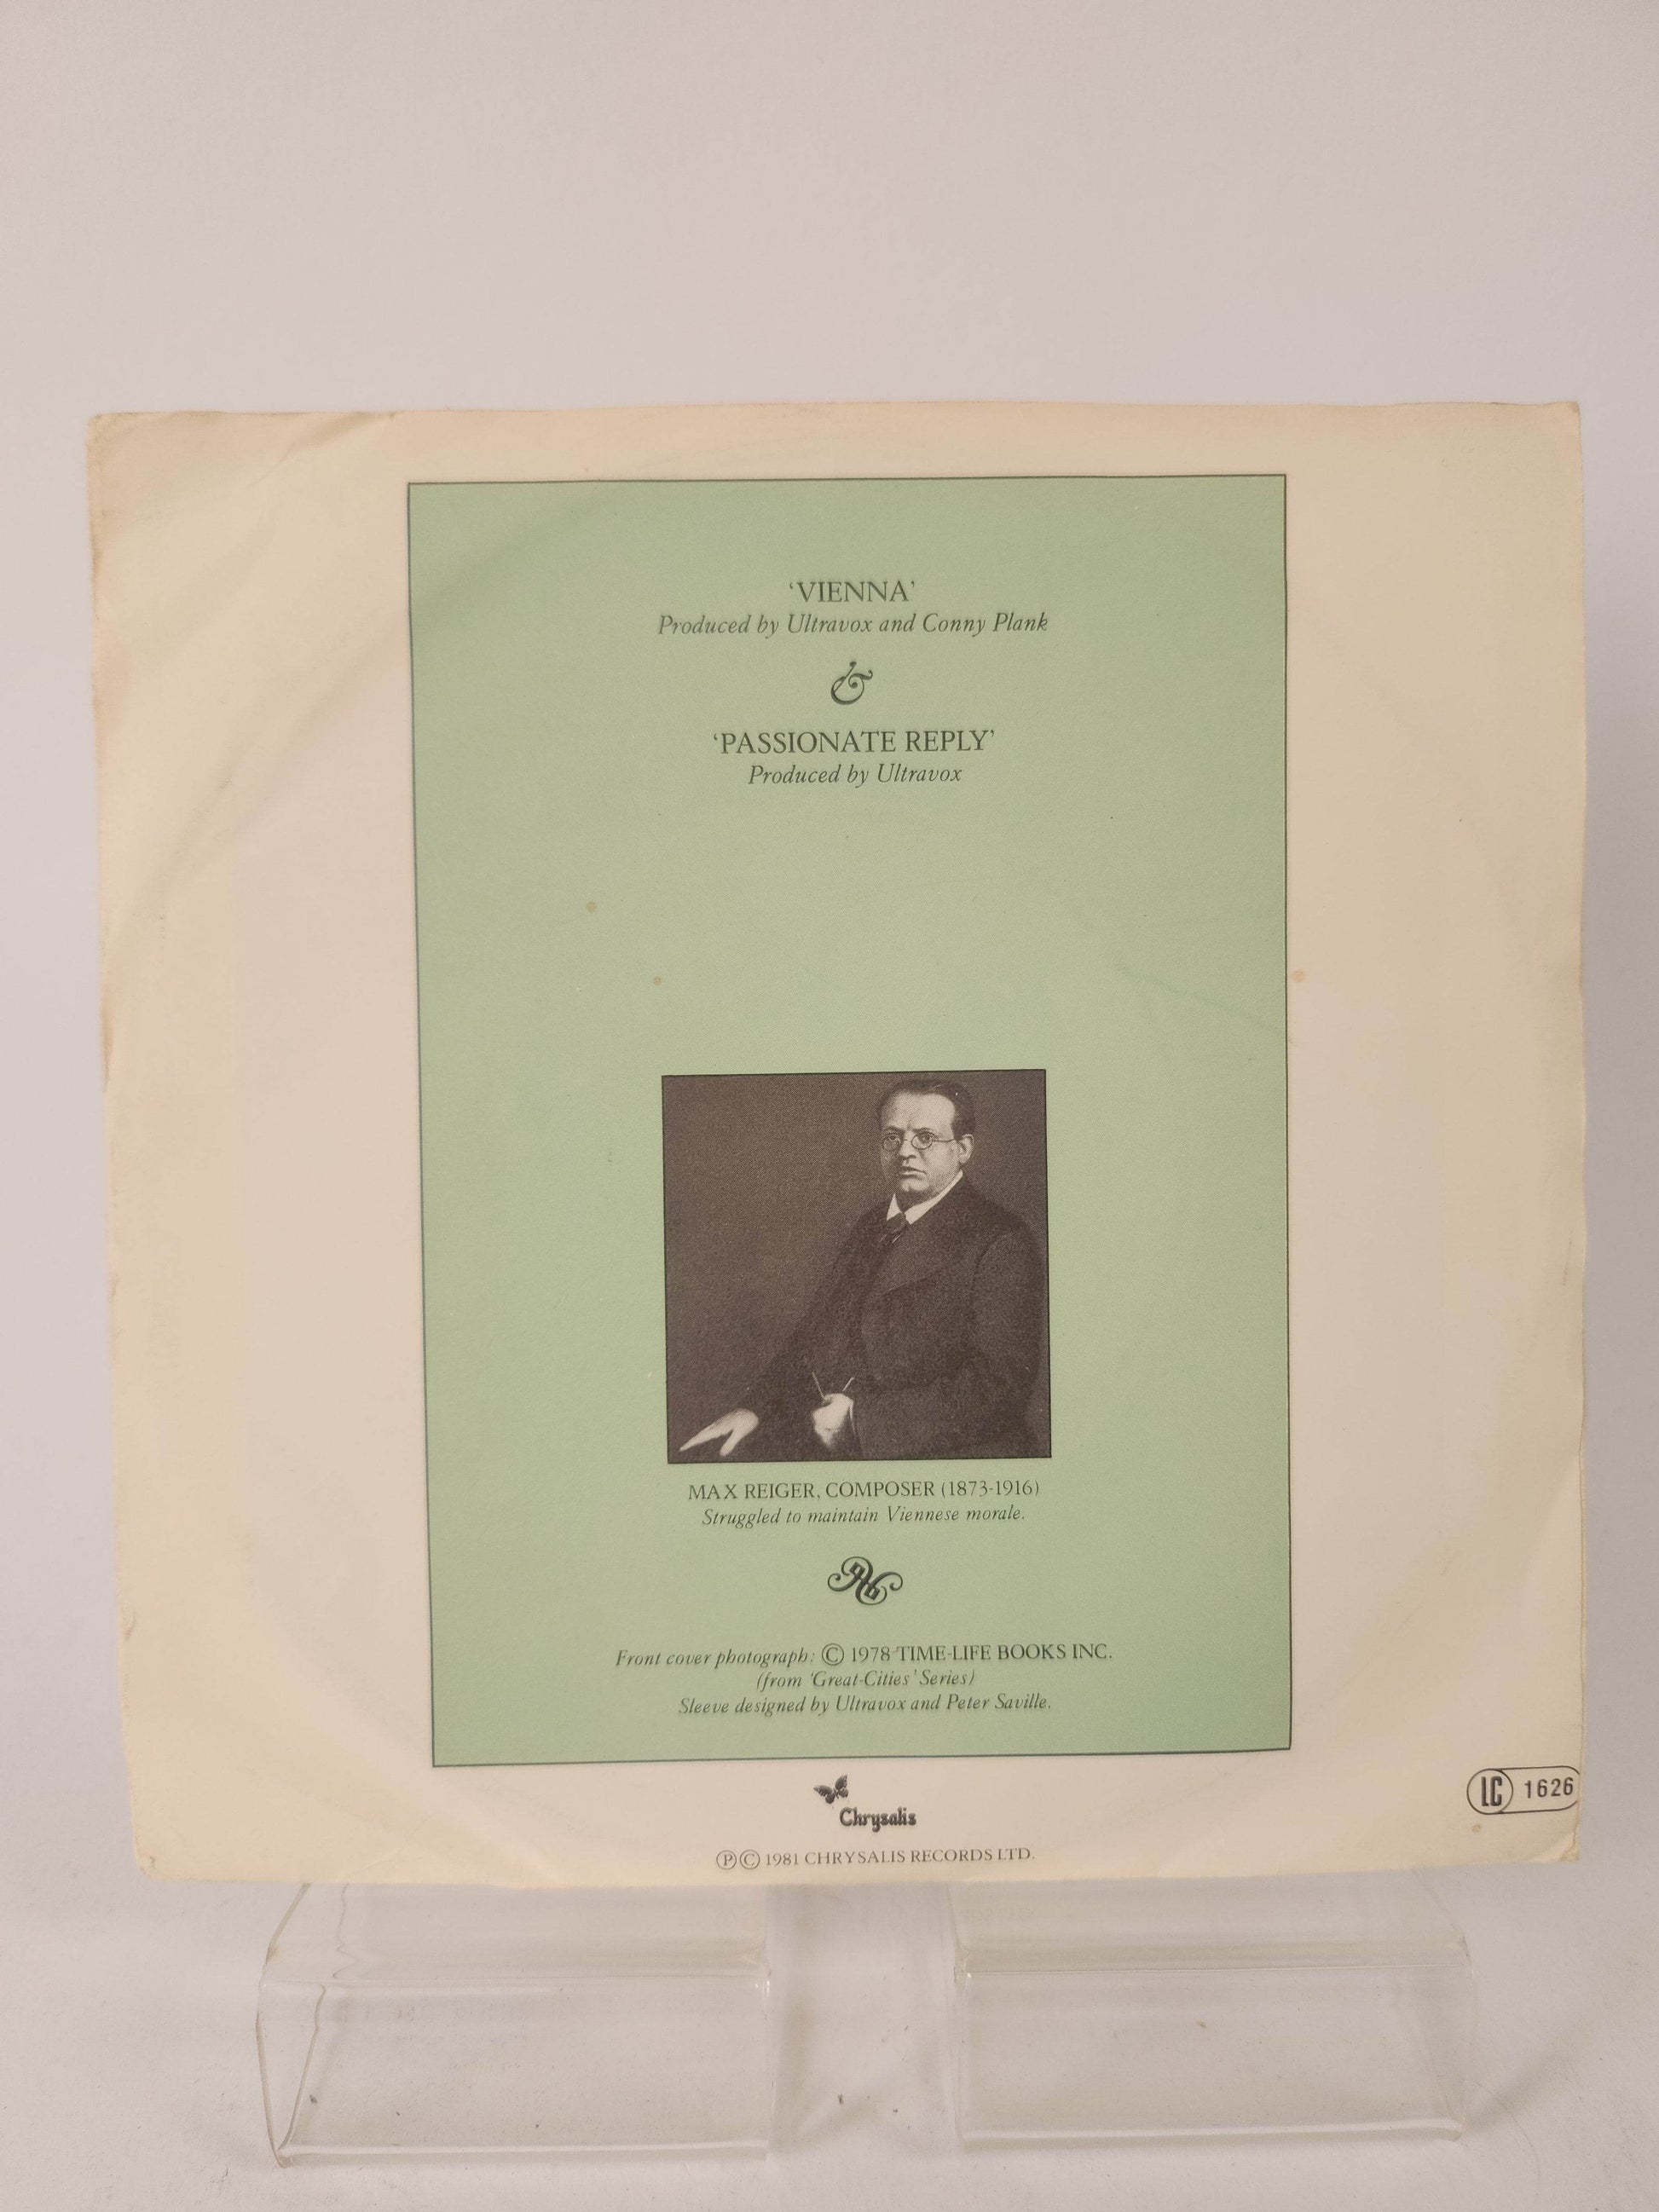 ‘VIENNA’
Produced by Ultravox and Conny Plank
&
‘PASSIONATE REPLY’
Produced by Ultravox
MAX REIGER, COMPOSER (1873-1916)
Struggled to maintain Viennese morale.
Front cover photograph: © 1978 TIME-LIFE BOOKS INC.
(from ‘Great-Cities’ Series)
Sleeve designed by Ultravox and Peter Saville.
Chrysalis
LC 1626
℗© 1981 CHRYSALIS RECORDS LTD.